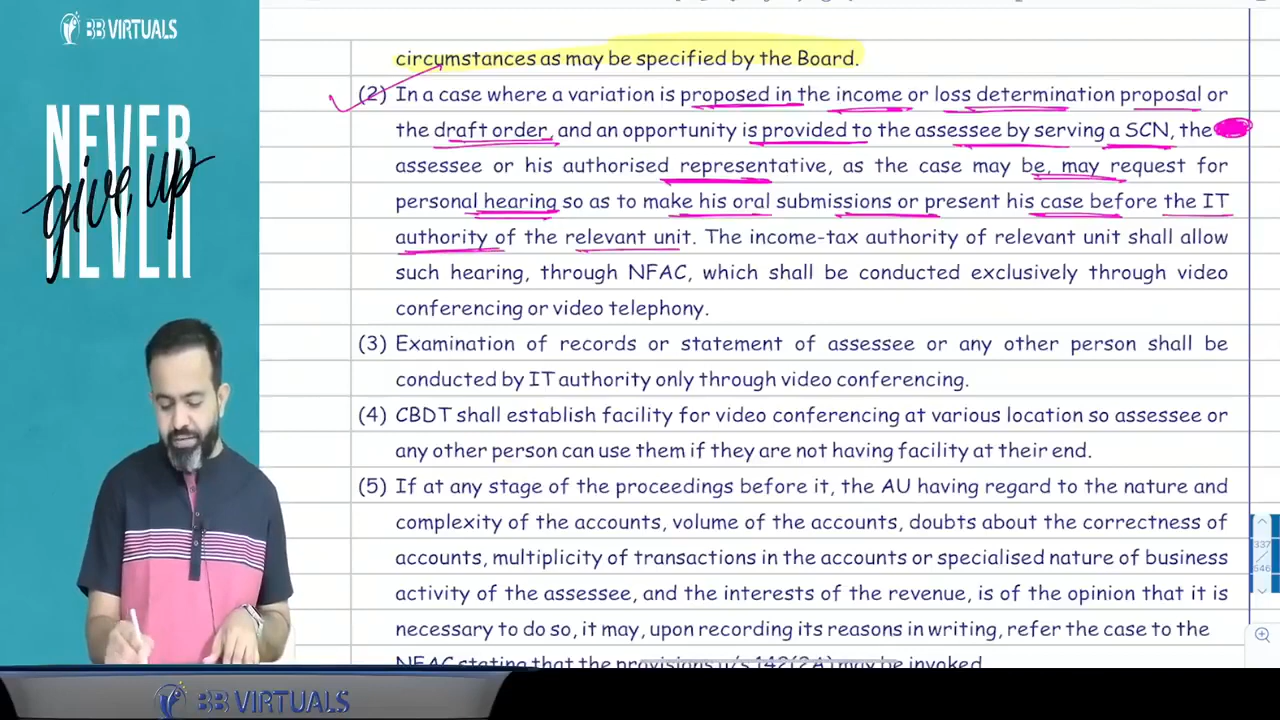 BB VIRTUALS
NEVER
give up
NEVER
circumstances as may be specified by the Board.
(2) In a case where a variation is proposed in the income or loss determination proposal or
the draft order, and an opportunity is provided to the assessee by serving a SCN, the
assessee or his authorised representative, as the case may be, may request for
personal hearing so as to make his oral submissions or present his case before the IT
authority of the relevant unit. The income-tax authority of relevant unit shall allow
such hearing, through NFAC, which shall be conducted exclusively through video
conferencing or video telephony.
(3) Examination of records or statement of assessee or any other person shall be
conducted by IT authority only through video conferencing.
(4) CBDT shall establish facility for video conferencing at various location so assessee or
any other person can use them if they are not having facility at their end.
(5) If at any stage of the proceedings before it, the AU having regard to the nature and
complexity of the accounts, volume of the accounts, doubts about the correctness of
accounts, multiplicity of transactions in the accounts or specialised nature of business
activity of the assessee, and the interests of the revenue, is of the opinion that it is
necessary to do so, it may, upon recording its reasons in writing, refer the case to the
NFAC stating that the provisions u/s 142(2A) may be invoked
337
/
546
BB VIRTUALS